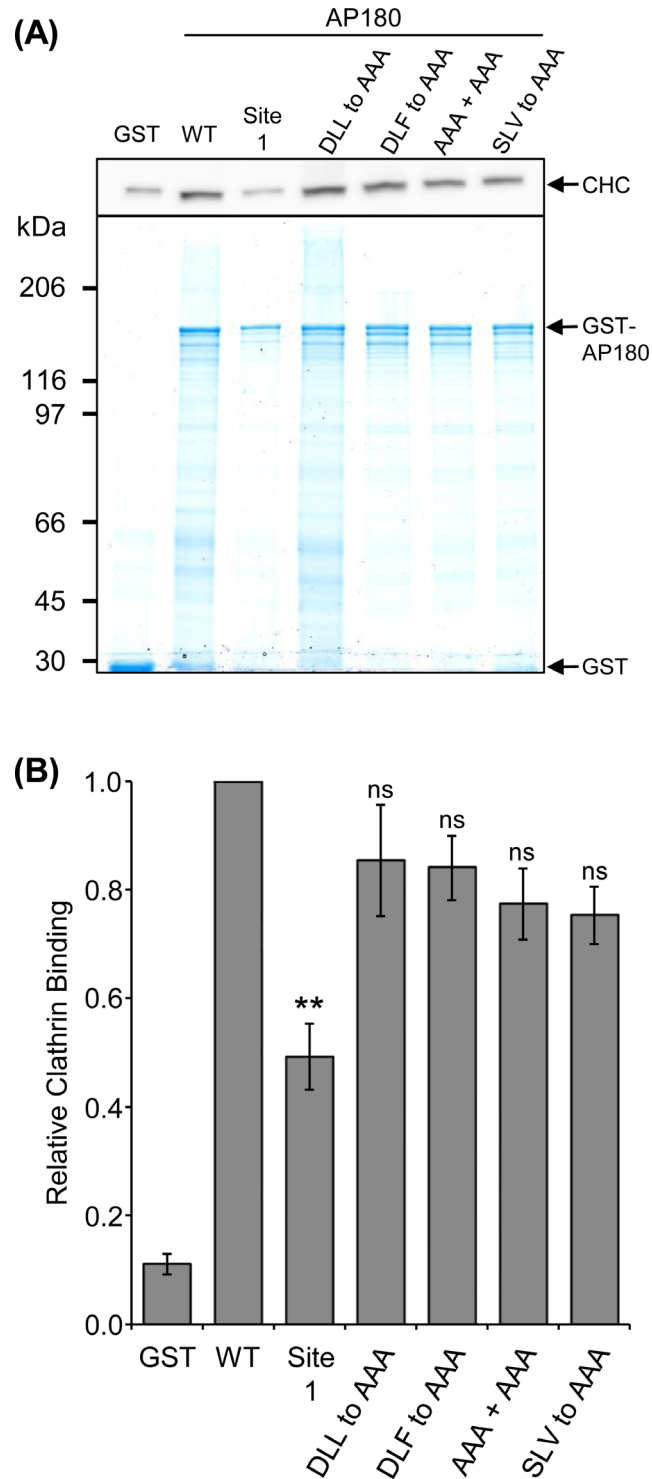 (A)
AP180
GST
WT
Site
1
DLL to AAA
DLF to AAA
AAA + AAA
SLV to AAA
CHC
kDa
206
GST-
AP180
116
97
66
45
30
GST
(B)
Relative Clathrin Binding
1.0
0.8
0.6
0.4
0.2
0.0
**
ns
ns
ns
ns
GST
WT
Site
1
DLL to AAA
DLF to AAA
AAA + AAA
SLV to AAA